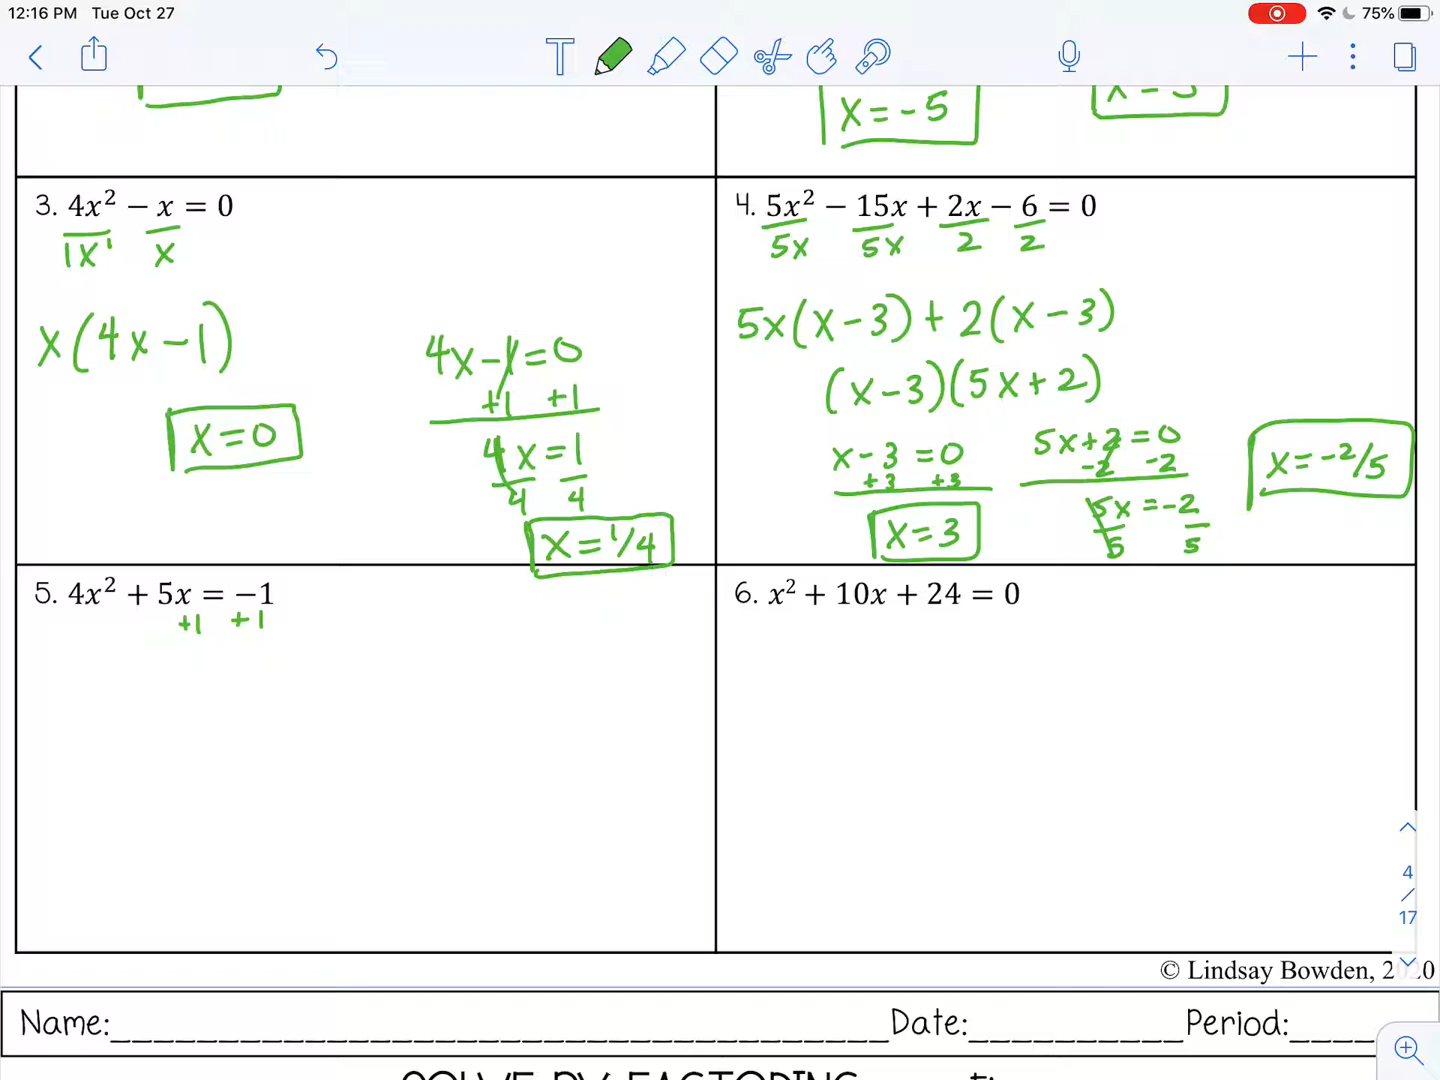 12:16 PM Tue Oct 27
75%
x = -5
3. 4x² − x = 0
1x¹ x
x(4x − 1)
x = 0
4x − 1 = 0
+1 +1
4x = 1
4 4
x = 1/4
4. 5x² − 15x + 2x − 6 = 0
5x 5x 2 2
5x(x − 3) + 2(x − 3)
(x − 3)(5x + 2)
x − 3 = 0
+3 +3
x = 3
5x + 2 = 0
-2 -2
5x = -2
5 5
x = -2/5
5. 4x² + 5x = −1
+1 +1
6. x² + 10x + 24 = 0
4
/
17
© Lindsay Bowden, 2020
Name: Date: Period:
SOLVE BY FACTORING